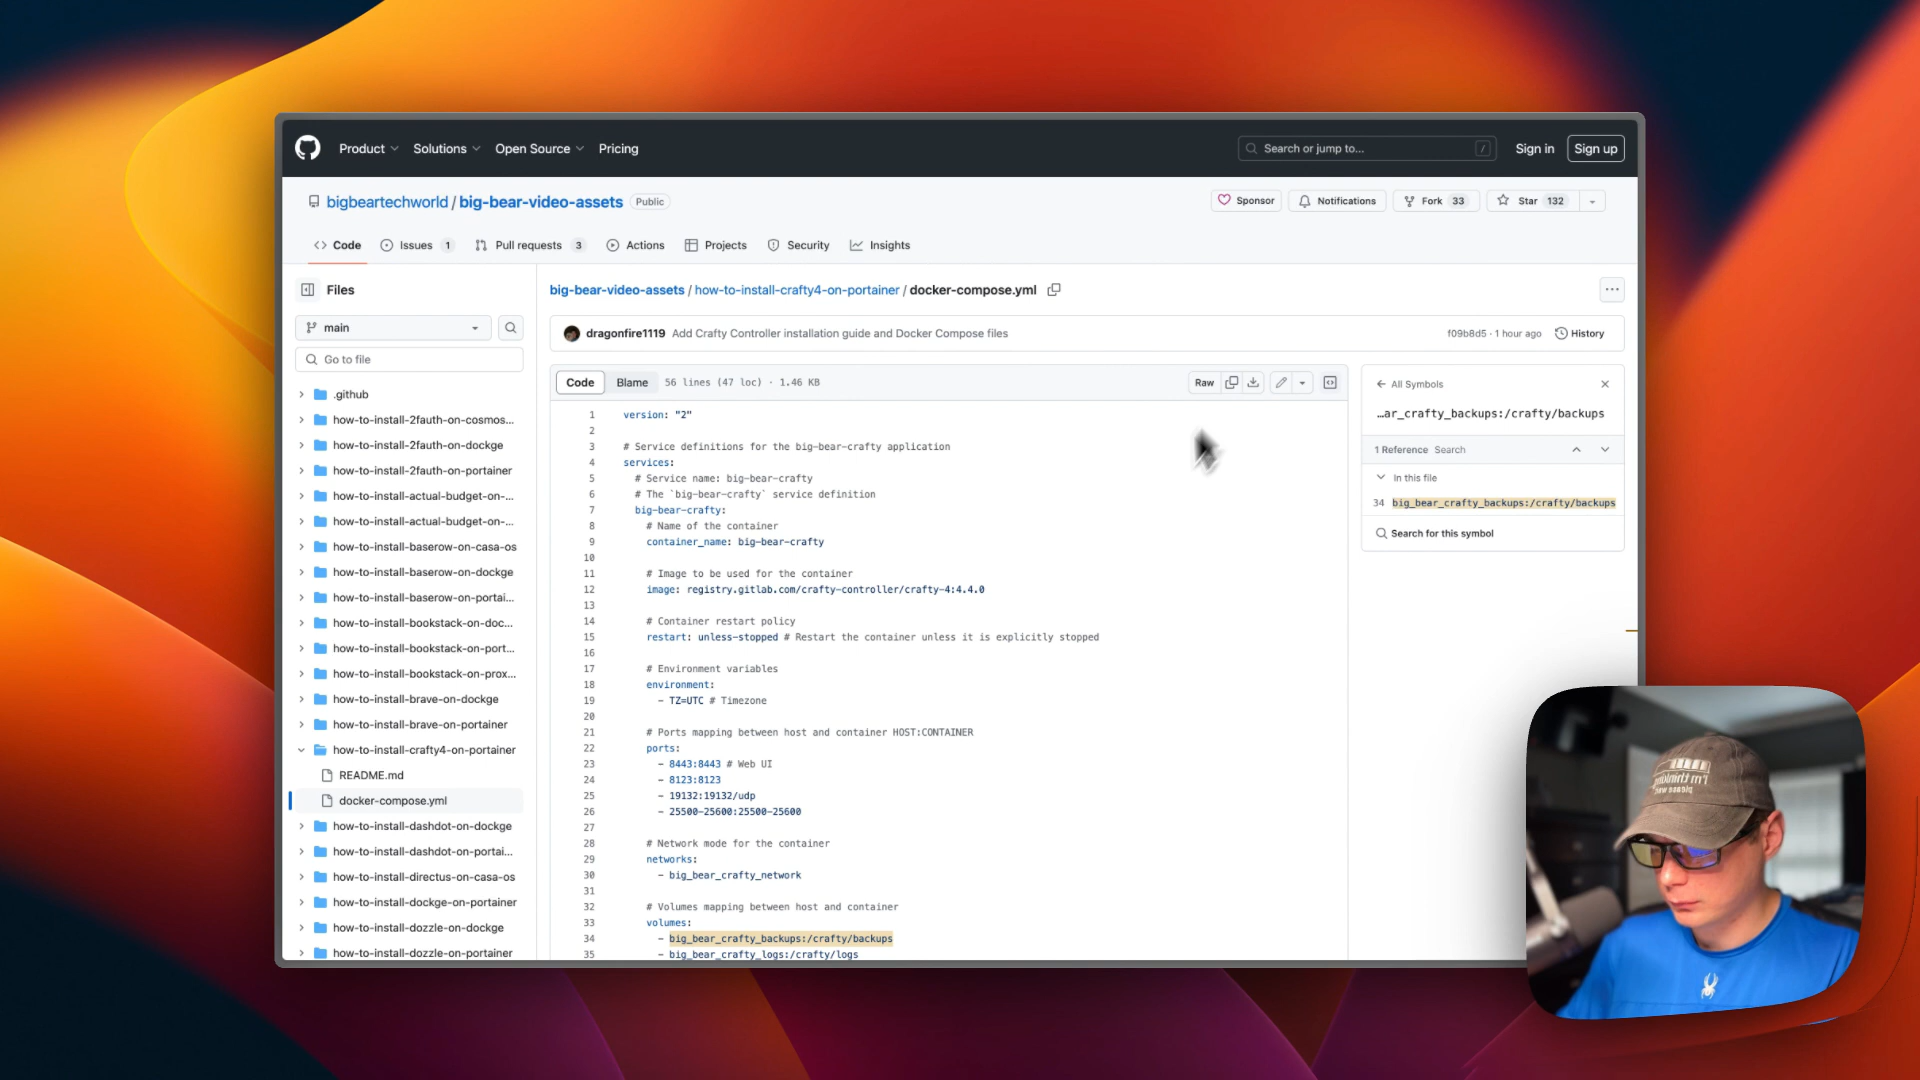 Product
Solutions
Open Source
Pricing
Search or jump to...
/
Sign in
Sign up
bigbeartechworld / big-bear-video-assets
Public
Sponsor
Notifications
Fork 33
Star 132
Code
Issues 1
Pull requests 3
Actions
Projects
Security
Insights
Files
main
Go to file
.github
how-to-install-2fauth-on-cosmos...
how-to-install-2fauth-on-dockge
how-to-install-2fauth-on-portainer
how-to-install-actual-budget-on-...
how-to-install-actual-budget-on-...
how-to-install-baserow-on-casa-os
how-to-install-baserow-on-dockge
how-to-install-baserow-on-portai...
how-to-install-bookstack-on-doc...
how-to-install-bookstack-on-port...
how-to-install-bookstack-on-prox...
how-to-install-brave-on-dockge
how-to-install-brave-on-portainer
how-to-install-crafty4-on-portainer
README.md
docker-compose.yml
how-to-install-dashdot-on-dockge
how-to-install-dashdot-on-portai...
how-to-install-directus-on-casa-os
how-to-install-dockge-on-portainer
how-to-install-dozzle-on-dockge
how-to-install-dozzle-on-portainer
big-bear-video-assets / how-to-install-crafty4-on-portainer / docker-compose.yml
...
dragonfire1119 Add Crafty Controller installation guide and Docker Compose files
f09b8d5 · 1 hour ago
History
Code
Blame
56 lines (47 loc) · 1.46 KB
Raw
1 version: "2"
2
3 # Service definitions for the big-bear-crafty application
4 services:
5 # Service name: big-bear-crafty
6 # The `big-bear-crafty` service definition
7 big-bear-crafty:
8 # Name of the container
9 container_name: big-bear-crafty
10
11 # Image to be used for the container
12 image: registry.gitlab.com/crafty-controller/crafty-4:4.4.0
13
14 # Container restart policy
15 restart: unless-stopped # Restart the container unless it is explicitly stopped
16
17 # Environment variables
18 environment:
19 - TZ=UTC # Timezone
20
21 # Ports mapping between host and container HOST:CONTAINER
22 ports:
23 - 8443:8443 # Web UI
24 - 8123:8123
25 - 19132:19132/udp
26 - 25500-25600:25500-25600
27
28 # Network mode for the container
29 networks:
30 - big_bear_crafty_network
31
32 # Volumes mapping between host and container
33 volumes:
34 - big_bear_crafty_backups:/crafty/backups
35 - big_bear_crafty_logs:/crafty/logs
All Symbols
...ar_crafty_backups:/crafty/backups
1 Reference Search
In this file
34 big_bear_crafty_backups:/crafty/backups
Search for this symbol